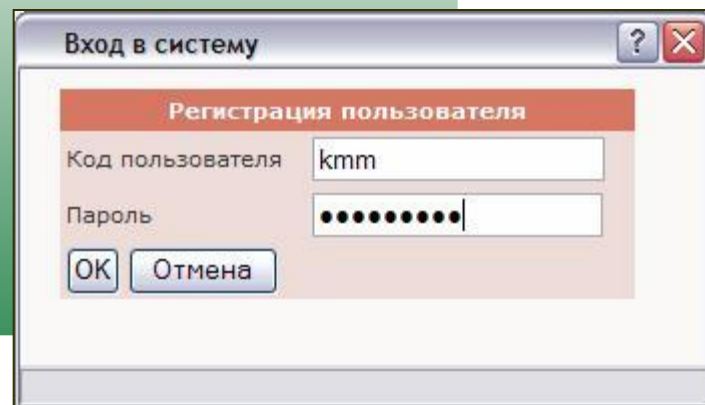 Вход в систему
Регистрация пользователя
Код пользователя kmm
Пароль •••••••••
OK Отмена